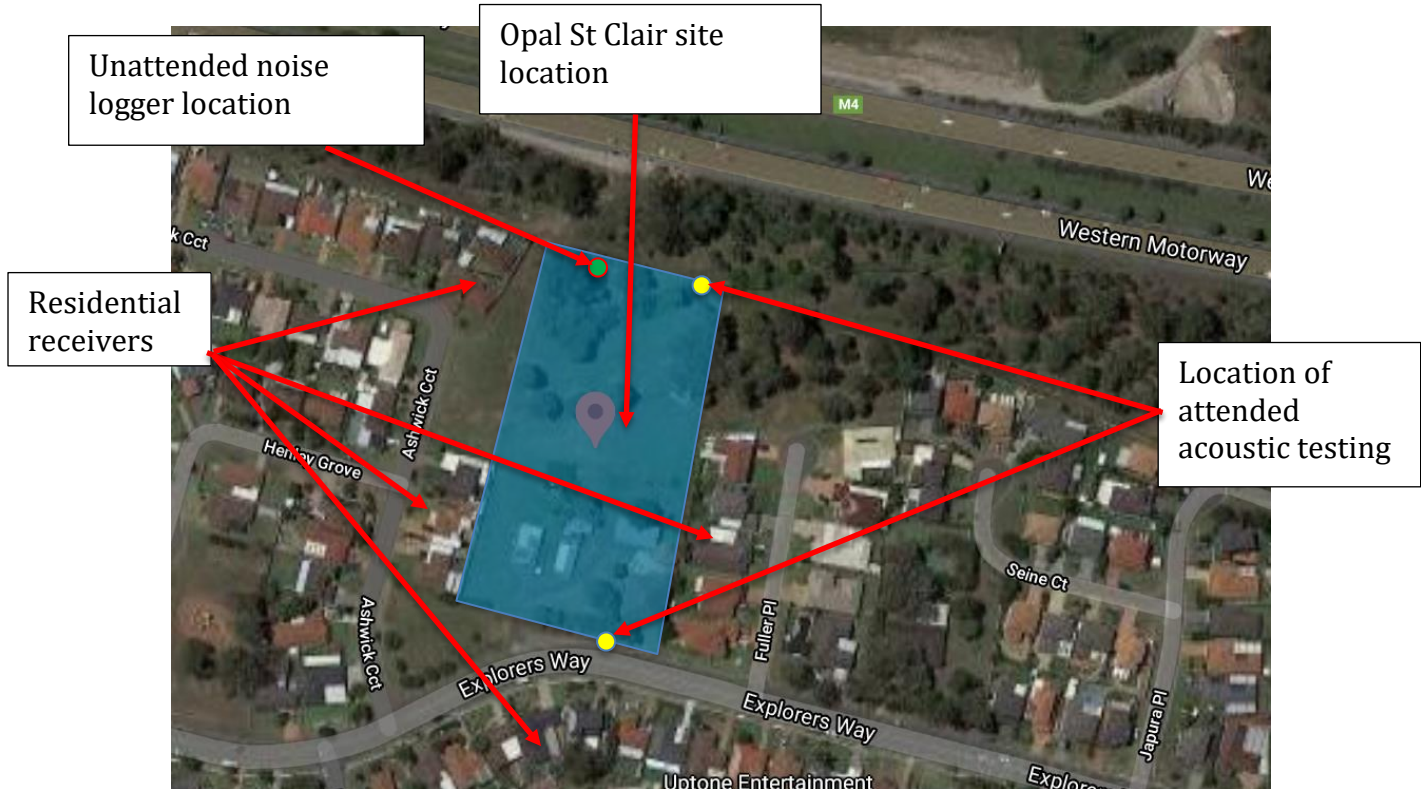 Opal St Clair site
location
Unattended noise
logger location
M4
We
Western Motorway
k Cct
Residential
receivers
Ashwick Cct
Henley Grove
Location of
attended
acoustic testing
Seine Ct
Fuller Pl
Ashwick Cct
Explorers Way
Explorers Way
Japura Pl
Uptone Entertainment
Explore